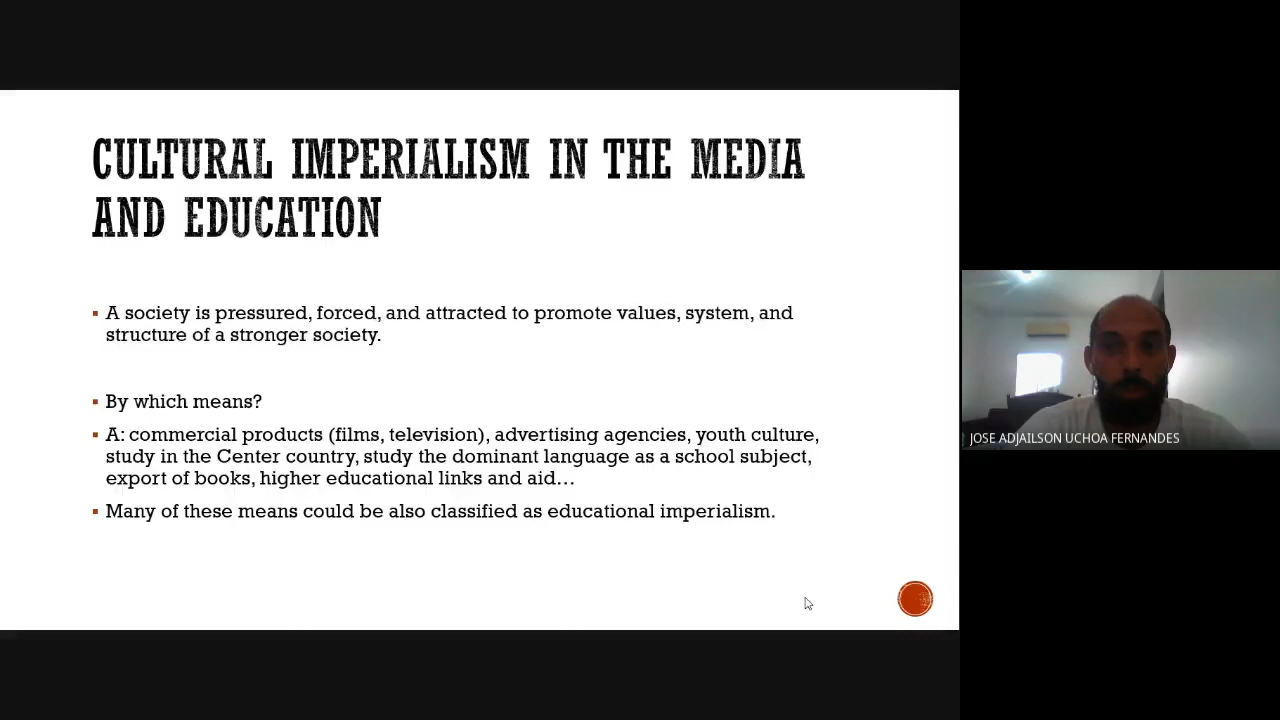 CULTURAL IMPERIALISM IN THE MEDIA
AND EDUCATION
▪ A society is pressured, forced, and attracted to promote values, system, and
structure of a stronger society.
▪ By which means?
▪ A: commercial products (films, television), advertising agencies, youth culture,
study in the Center country, study the dominant language as a school subject,
export of books, higher educational links and aid...
▪ Many of these means could be also classified as educational imperialism.
JOSE ADJAILSON UCHOA FERNANDES